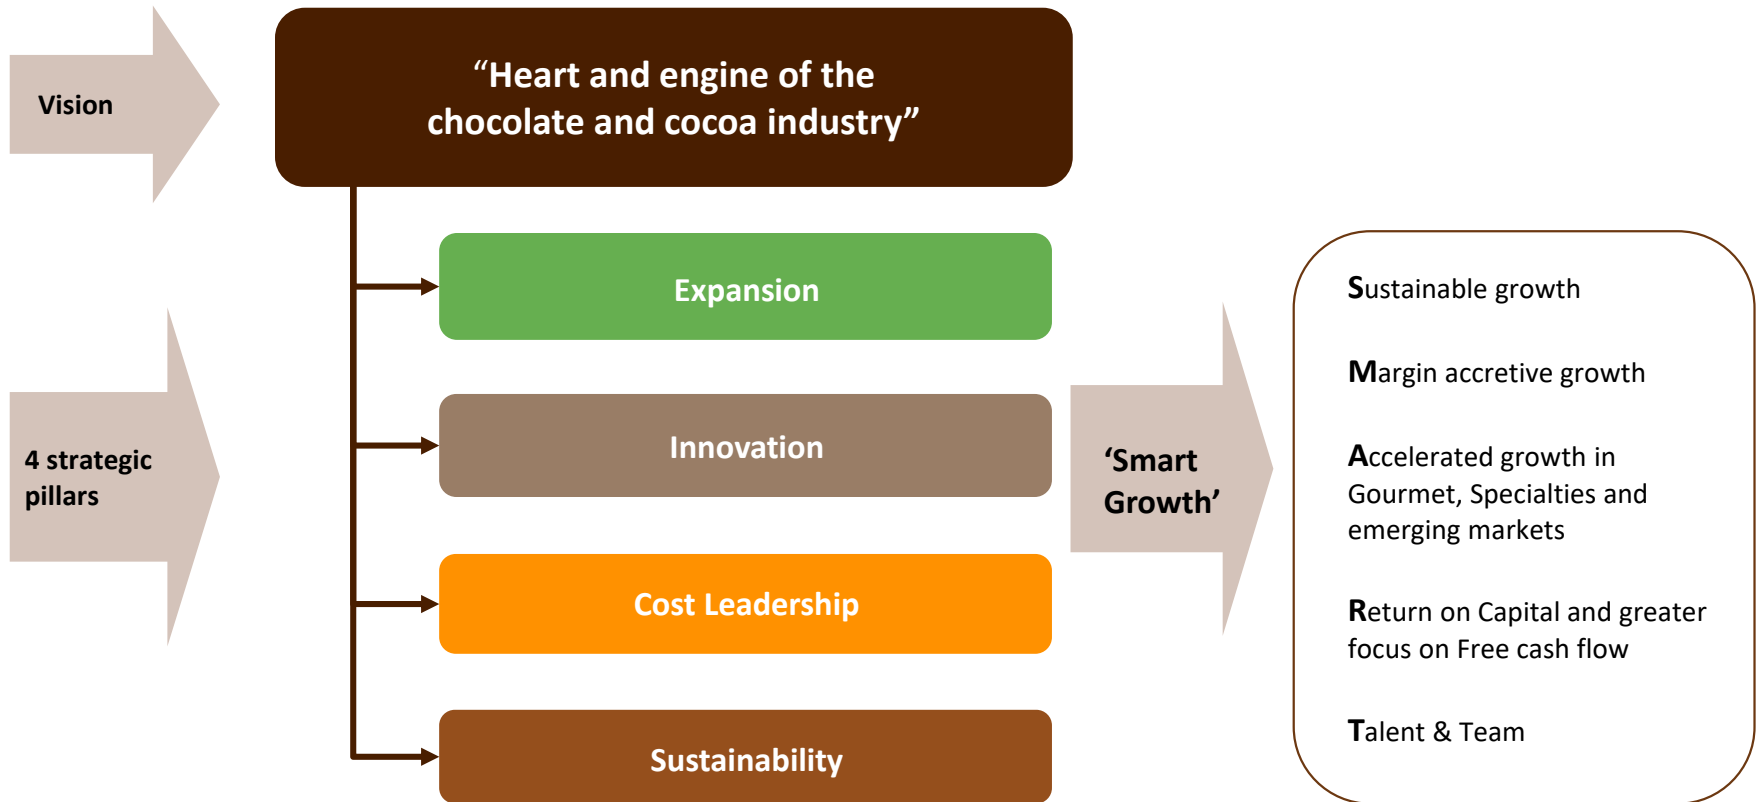 Vision
“Heart and engine of the
chocolate and cocoa industry”
4 strategic
pillars
Expansion
Innovation
Cost Leadership
Sustainability
‘Smart
Growth’
Sustainable growth
Margin accretive growth
Accelerated growth in
Gourmet, Specialties and
emerging markets
Return on Capital and greater
focus on Free cash flow
Talent & Team